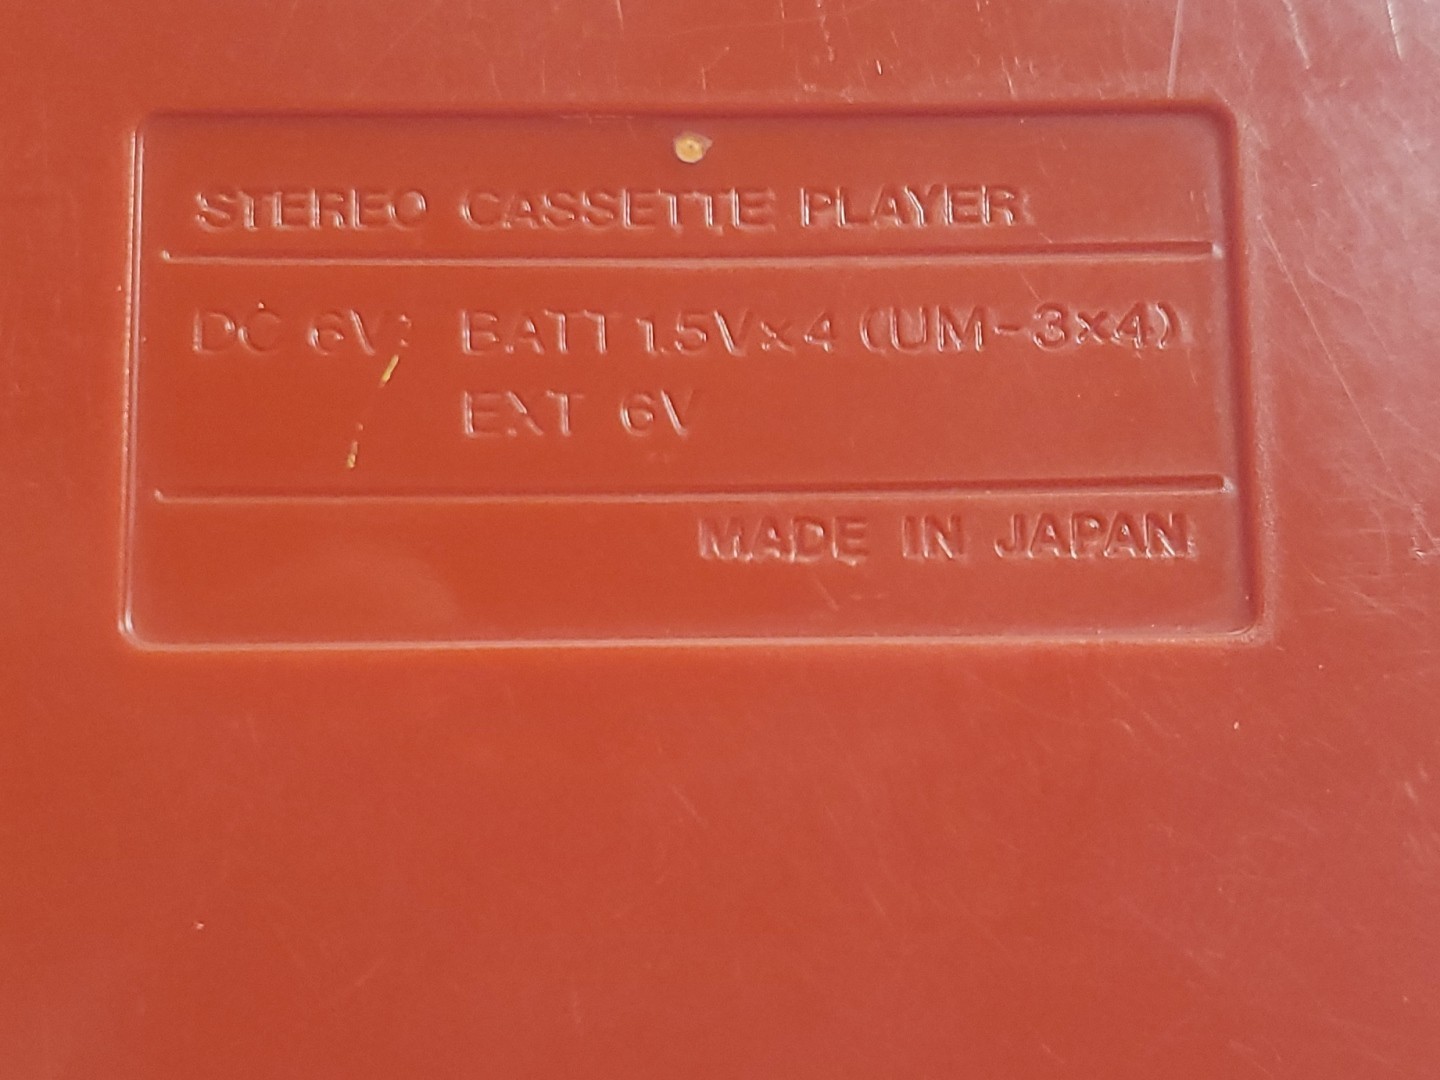 STEREO CASSETTE PLAYER
DC 6V: BATT 1.5V×4 (UM-3×4)
EXT 6V
MADE IN JAPAN